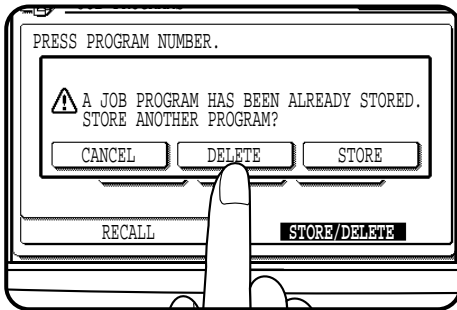 PRESS PROGRAM NUMBER.
A JOB PROGRAM HAS BEEN ALREADY STORED.
STORE ANOTHER PROGRAM?
CANCEL DELETE STORE
RECALL STORE/DELETE